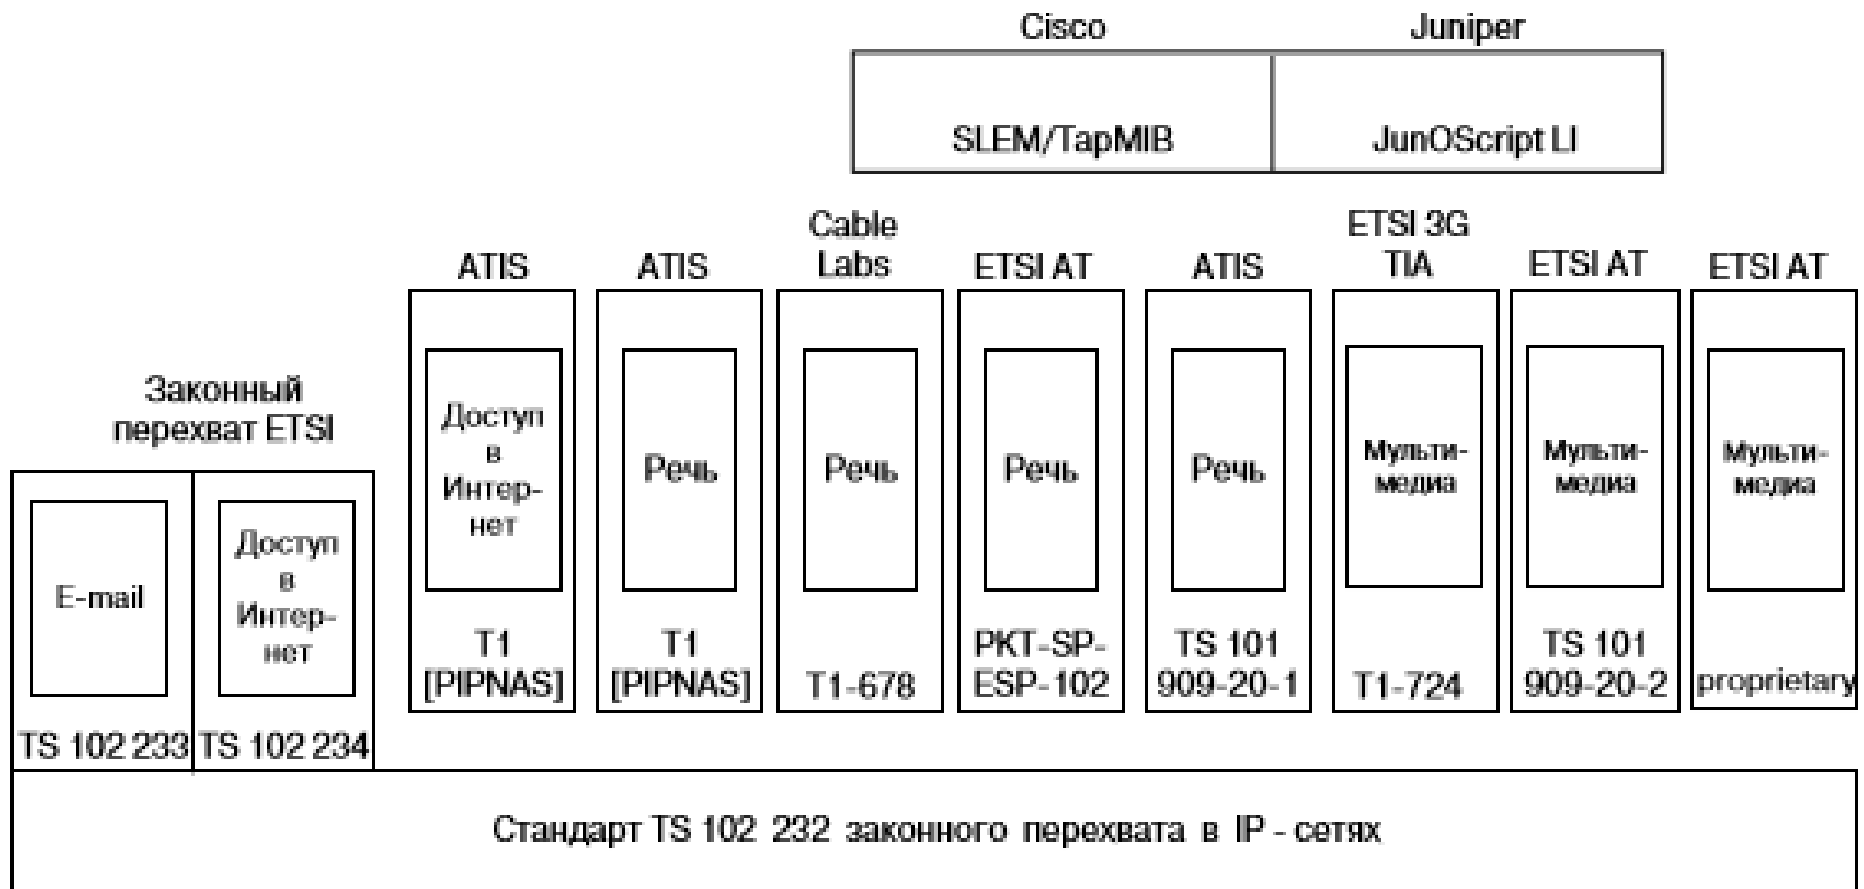 Cisco
Juniper
SLEM/TapMIB
JunOScript LI
ATIS
ATIS
Cable
Labs
ETSI AT
ATIS
ETSI 3G
TIA
ETSI AT
ETSI AT
Законный
перехват ETSI
E-mail
TS 102 233
Доступ
в
Интер-
нет
TS 102 234
Доступ
в
Интер-
нет
T1
[PIPNAS]
Речь
T1
[PIPNAS]
Речь
T1-678
Речь
PKT-SP-
ESP-102
Речь
TS 101
909-20-1
Мульти-
медиа
T1-724
Мульти-
медиа
TS 101
909-20-2
Мульти-
медиа
proprietary
Стандарт TS 102 232 законного перехвата в IP - сетях